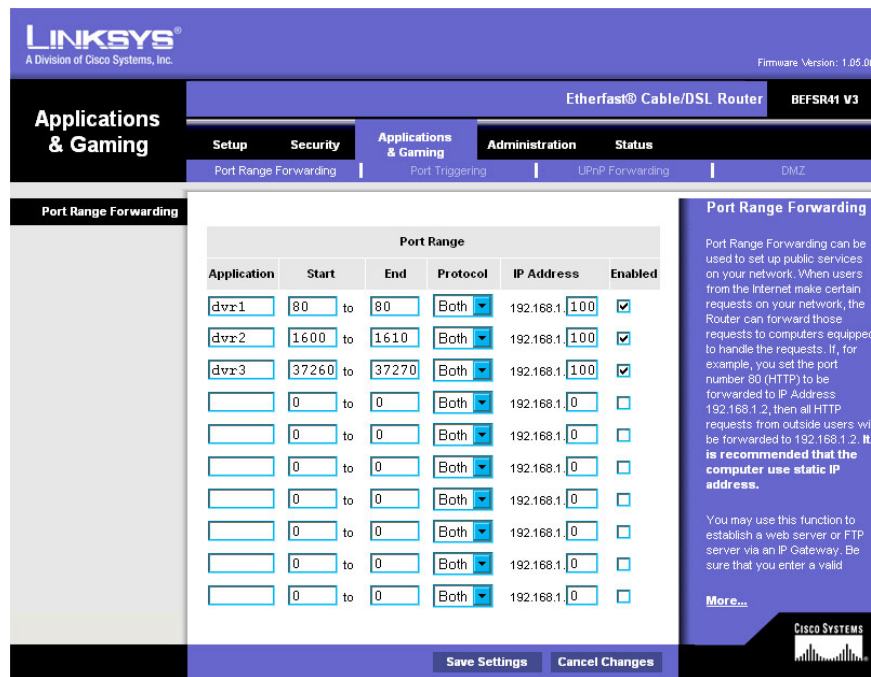 LINKSYS®
A Division of Cisco Systems, Inc.
Firmware Version: 1.05.00
Etherfast® Cable/DSL Router
BEFSR41 V3
Applications
& Gaming
Setup Security Applications & Gaming Administration Status
Port Range Forwarding Port Triggering UPnP Forwarding DMZ
Port Range Forwarding
Port Range
Application Start End Protocol IP Address Enabled
dvr1 80 to 80 Both 192.168.1. 100
dvr2 1600 to 1610 Both 192.168.1. 100
dvr3 37260 to 37270 Both 192.168.1. 100
0 to 0 Both 192.168.1. 0
0 to 0 Both 192.168.1. 0
0 to 0 Both 192.168.1. 0
0 to 0 Both 192.168.1. 0
0 to 0 Both 192.168.1. 0
0 to 0 Both 192.168.1. 0
0 to 0 Both 192.168.1. 0
Port Range Forwarding
Port Range Forwarding can be
used to set up public services
on your network. When users
from the Internet make certain
requests on your network, the
Router can forward those
requests to computers equipped
to handle the requests. If, for
example, you set the port
number 80 (HTTP) to be
forwarded to IP Address
192.168.1.2, then all HTTP
requests from outside users wi
be forwarded to 192.168.1.2. It
is recommended that the
computer use static IP
address.
You may use this function to
establish a web server or FTP
server via an IP Gateway. Be
sure that you enter a valid
More...
CISCO SYSTEMS
Save Settings Cancel Changes